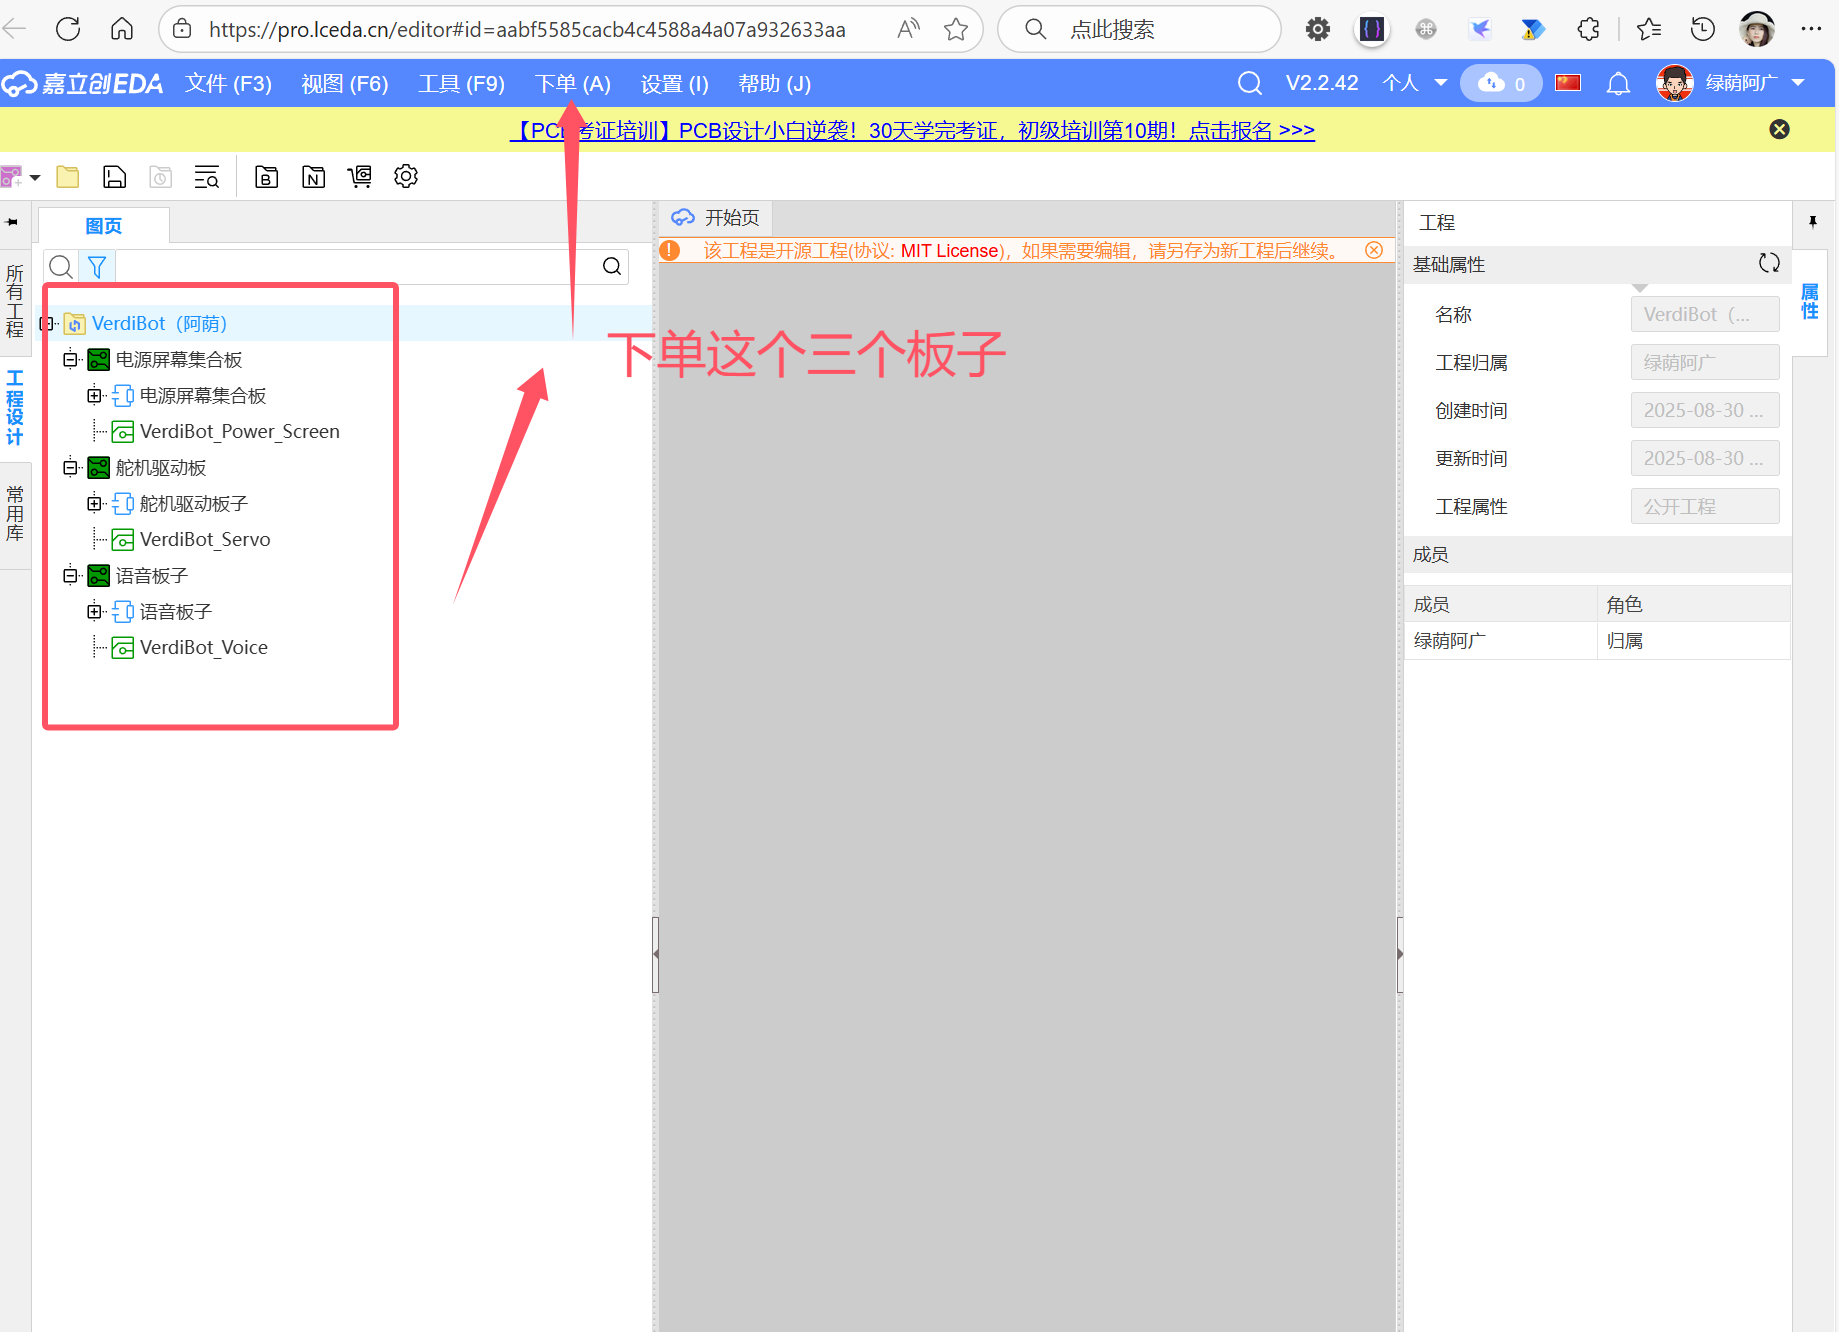 https://pro.lceda.cn/editor#id=aabf5585cacb4c4588a4a07a932633aa
点此搜索
嘉立创EDA 文件 (F3) 视图 (F6) 工具 (F9) 下单 (A) 设置 (I) 帮助 (J) V2.2.42 个人 0 绿荫阿广
【PCB考证培训】PCB设计小白逆袭！30天学完考证，初级培训第10期！点击报名 >>>
B N
图页
开始页
该工程是开源工程(协议: MIT License)，如果需要编辑，请另存为新工程后继续。
所有工程
工程设计
常用库
VerdiBot（阿荫）
电源屏幕集合板
电源屏幕集合板
VerdiBot_Power_Screen
舵机驱动板
舵机驱动板子
VerdiBot_Servo
语音板子
语音板子
VerdiBot_Voice
下单这个三个板子
工程
基础属性
属性
名称 VerdiBot（...
工程归属 绿荫阿广
创建时间 2025-08-30 ...
更新时间 2025-08-30 ...
工程属性 公开工程
成员
成员 角色
绿荫阿广 归属